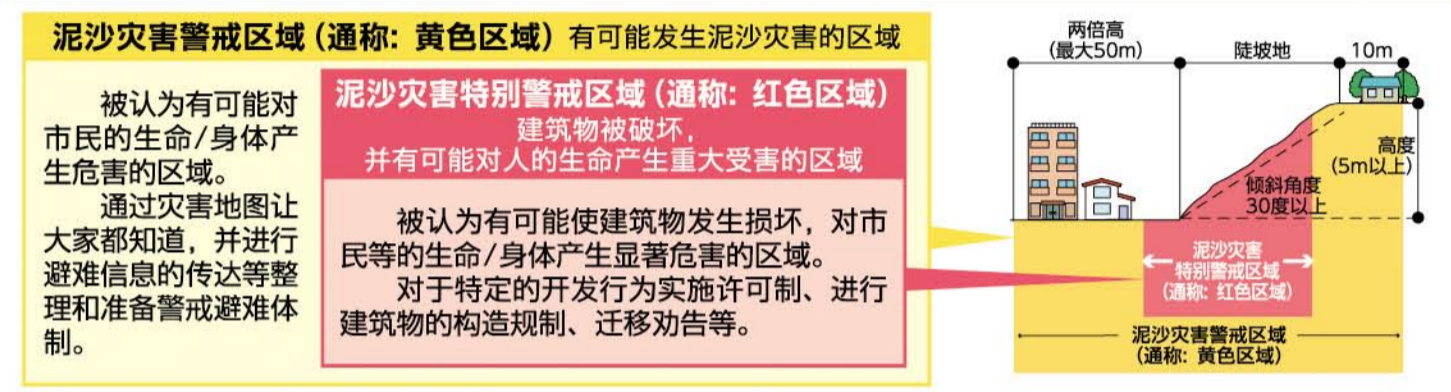 泥沙灾害警戒区域（通称：黄色区域）有可能发生泥沙灾害的区域
被认为有可能对
市民的生命/身体产
生危害的区域。
通过灾害地图让
大家都知道，并进行
避难信息的传达等整
理和准备警戒避难体
制。
泥沙灾害特别警戒区域（通称：红色区域）
建筑物被破坏，
并有可能对人的生命产生重大受害的区域
被认为有可能使建筑物发生损坏，对市
民等的生命/身体产生显著危害的区域。
对于特定的开发行为实施许可制、进行
建筑物的构造规制、迁移劝告等。
两倍高
（最大50m）
陡坡地
10m
高度
（5m以上）
倾斜角度
30度以上
泥沙灾害
特别警戒区域
（通称：红色区域）
泥沙灾害警戒区域
（通称：黄色区域）